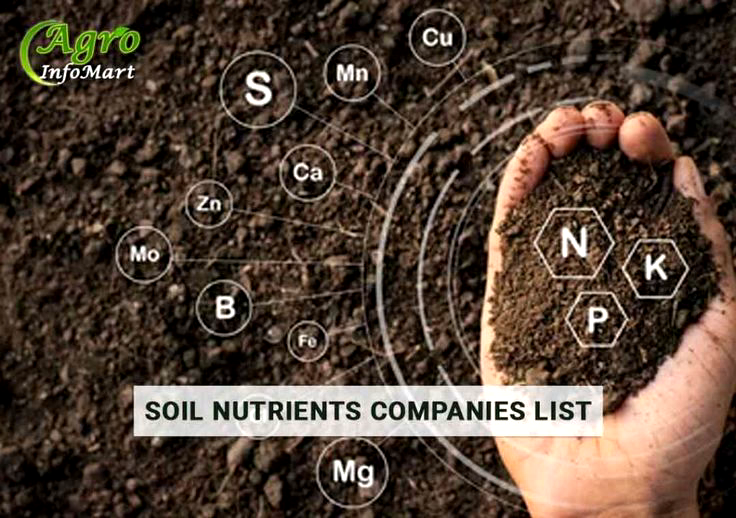 Agro
InfoMart
Cu
Mn
S
Ca
Zn
Mo
N
K
B
P
Fe
SOIL NUTRIENTS COMPANIES LIST
Mg